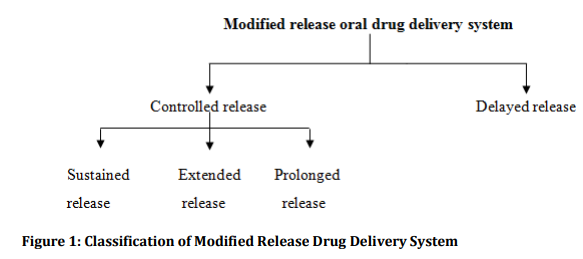 Modified release oral drug delivery system
Controlled release
Delayed release
Sustained
release
Extended
release
Prolonged
release
Figure 1: Classification of Modified Release Drug Delivery System